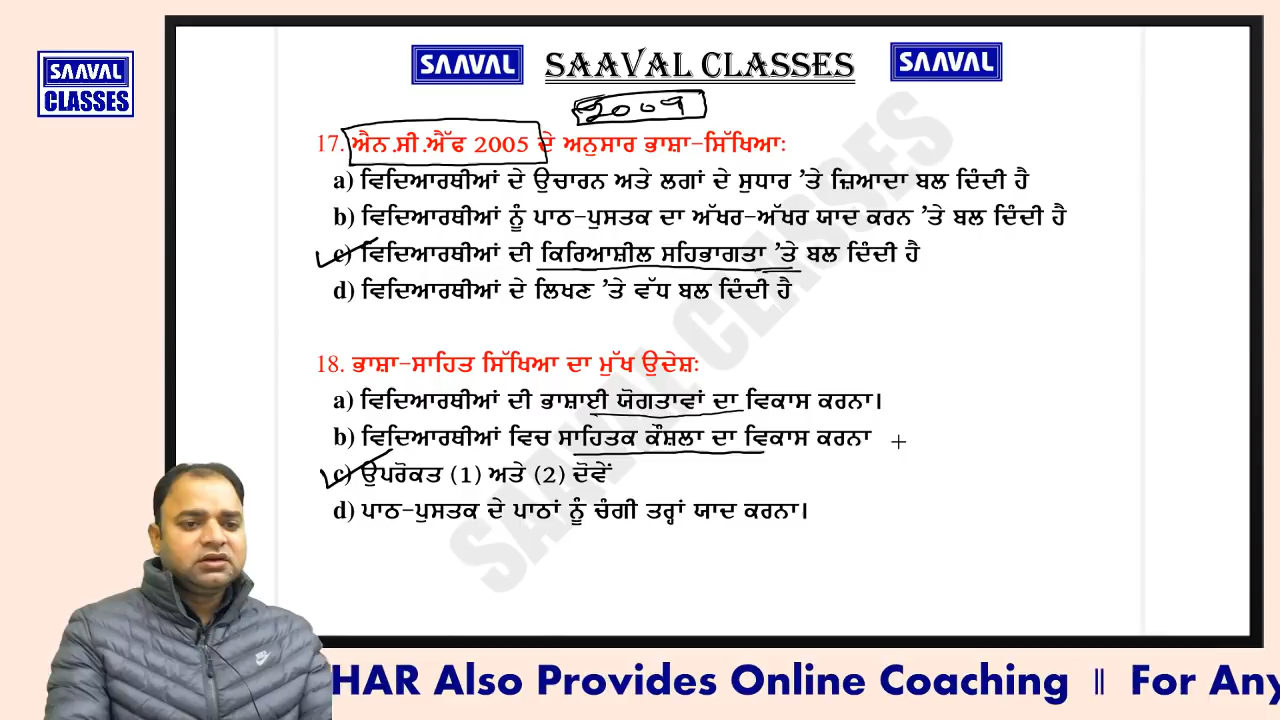 SAAVAL
CLASSES
SAAVAL
SAAVAL CLASSES
SAAVAL
2009
17. ਐਨ.ਸੀ.ਐੱਫ 2005 ਦੇ ਅਨੁਸਾਰ ਭਾਸ਼ਾ-ਸਿੱਖਿਆ:
a) ਵਿਦਿਆਰਥੀਆਂ ਦੇ ਉਚਾਰਨ ਅਤੇ ਲਗਾਂ ਦੇ ਸੁਧਾਰ 'ਤੇ ਜ਼ਿਆਦਾ ਬਲ ਦਿੰਦੀ ਹੈ
b) ਵਿਦਿਆਰਥੀਆਂ ਨੂੰ ਪਾਠ-ਪੁਸਤਕ ਦਾ ਅੱਖਰ-ਅੱਖਰ ਯਾਦ ਕਰਨ 'ਤੇ ਬਲ ਦਿੰਦੀ ਹੈ
c) ਵਿਦਿਆਰਥੀਆਂ ਦੀ ਕਿਰਿਆਸ਼ੀਲ ਸਹਿਭਾਗਤਾ 'ਤੇ ਬਲ ਦਿੰਦੀ ਹੈ
d) ਵਿਦਿਆਰਥੀਆਂ ਦੇ ਲਿਖਣ 'ਤੇ ਵੱਧ ਬਲ ਦਿੰਦੀ ਹੈ
18. ਭਾਸ਼ਾ-ਸਾਹਿਤ ਸਿੱਖਿਆ ਦਾ ਮੁੱਖ ਉਦੇਸ਼:
a) ਵਿਦਿਆਰਥੀਆਂ ਦੀ ਭਾਸ਼ਾਈ ਯੋਗਤਾਵਾਂ ਦਾ ਵਿਕਾਸ ਕਰਨਾ।
b) ਵਿਦਿਆਰਥੀਆਂ ਵਿਚ ਸਾਹਿਤਕ ਕੌਸ਼ਲਾ ਦਾ ਵਿਕਾਸ ਕਰਨਾ +
c) ਉਪਰੋਕਤ (1) ਅਤੇ (2) ਦੋਵੇਂ
d) ਪਾਠ-ਪੁਸਤਕ ਦੇ ਪਾਠਾਂ ਨੂੰ ਚੰਗੀ ਤਰ੍ਹਾਂ ਯਾਦ ਕਰਨਾ।
SAAVAL CLASSES
HAR Also Provides Online Coaching || For Any